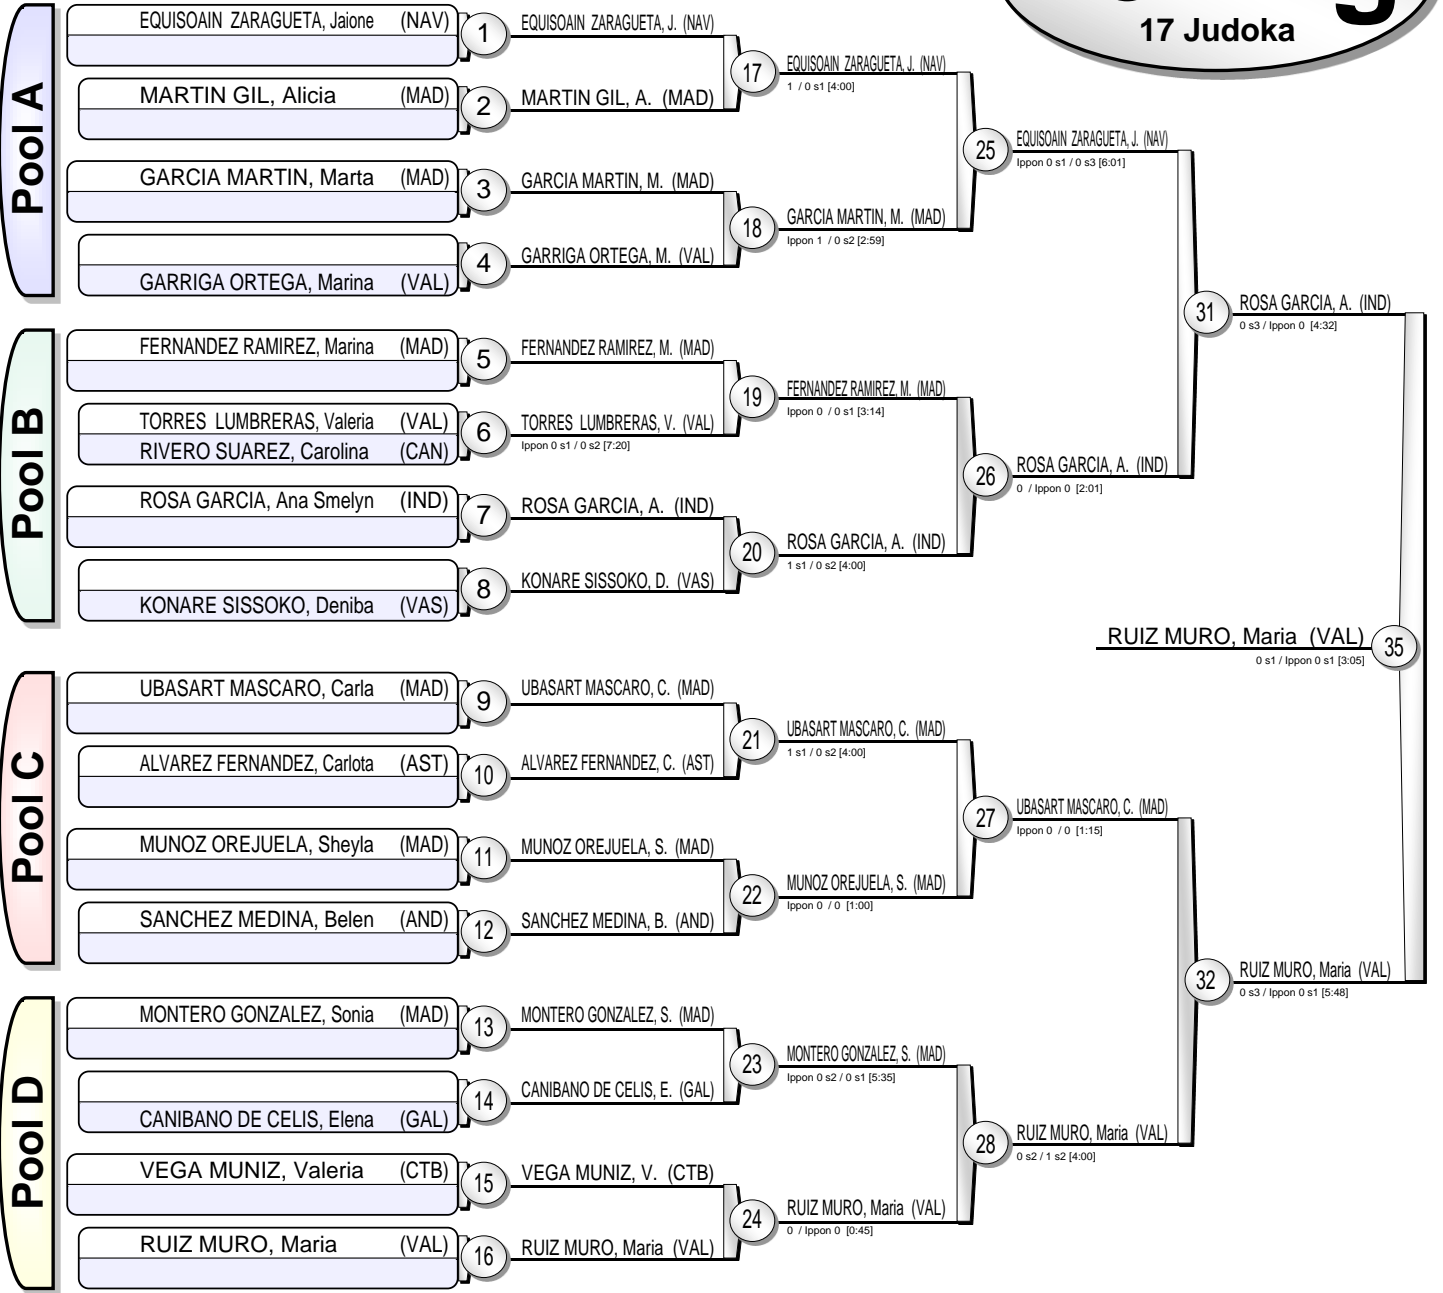 17 Judoka
Pool A
EQUISOAIN ZARAGUETA, Jaione (NAV)
1
EQUISOAIN ZARAGUETA, J. (NAV)
MARTIN GIL, Alicia (MAD)
2
MARTIN GIL, A. (MAD)
17
EQUISOAIN ZARAGUETA, J. (NAV)
1 / 0 s1 [4:00]
GARCIA MARTIN, Marta (MAD)
3
GARCIA MARTIN, M. (MAD)
GARRIGA ORTEGA, Marina (VAL)
4
GARRIGA ORTEGA, M. (VAL)
18
GARCIA MARTIN, M. (MAD)
Ippon 1 / 0 s2 [2:59]
25
EQUISOAIN ZARAGUETA, J. (NAV)
Ippon 0 s1 / 0 s3 [6:01]
Pool B
FERNANDEZ RAMIREZ, Marina (MAD)
5
FERNANDEZ RAMIREZ, M. (MAD)
TORRES LUMBRERAS, Valeria (VAL)
RIVERO SUAREZ, Carolina (CAN)
6
TORRES LUMBRERAS, V. (VAL)
Ippon 0 s1 / 0 s2 [7:20]
19
FERNANDEZ RAMIREZ, M. (MAD)
Ippon 0 / 0 s1 [3:14]
ROSA GARCIA, Ana Smelyn (IND)
7
ROSA GARCIA, A. (IND)
KONARE SISSOKO, Deniba (VAS)
8
KONARE SISSOKO, D. (VAS)
20
ROSA GARCIA, A. (IND)
1 s1 / 0 s2 [4:00]
26
ROSA GARCIA, A. (IND)
0 / Ippon 0 [2:01]
31
ROSA GARCIA, A. (IND)
0 s3 / Ippon 0 [4:32]
RUIZ MURO, Maria (VAL)
0 s1 / Ippon 0 s1 [3:05]
35
Pool C
UBASART MASCARO, Carla (MAD)
9
UBASART MASCARO, C. (MAD)
ALVAREZ FERNANDEZ, Carlota (AST)
10
ALVAREZ FERNANDEZ, C. (AST)
21
UBASART MASCARO, C. (MAD)
1 s1 / 0 s2 [4:00]
MUNOZ OREJUELA, Sheyla (MAD)
11
MUNOZ OREJUELA, S. (MAD)
SANCHEZ MEDINA, Belen (AND)
12
SANCHEZ MEDINA, B. (AND)
22
MUNOZ OREJUELA, S. (MAD)
Ippon 0 / 0 [1:00]
27
UBASART MASCARO, C. (MAD)
Ippon 0 / 0 [1:15]
Pool D
MONTERO GONZALEZ, Sonia (MAD)
13
MONTERO GONZALEZ, S. (MAD)
CANIBANO DE CELIS, Elena (GAL)
14
CANIBANO DE CELIS, E. (GAL)
23
MONTERO GONZALEZ, S. (MAD)
Ippon 0 s2 / 0 s1 [5:35]
VEGA MUNIZ, Valeria (CTB)
15
VEGA MUNIZ, V. (CTB)
RUIZ MURO, Maria (VAL)
16
RUIZ MURO, Maria (VAL)
24
RUIZ MURO, Maria (VAL)
0 / Ippon 0 [0:45]
28
RUIZ MURO, Maria (VAL)
0 s2 / 1 s2 [4:00]
32
RUIZ MURO, Maria (VAL)
0 s3 / Ippon 0 s1 [5:48]